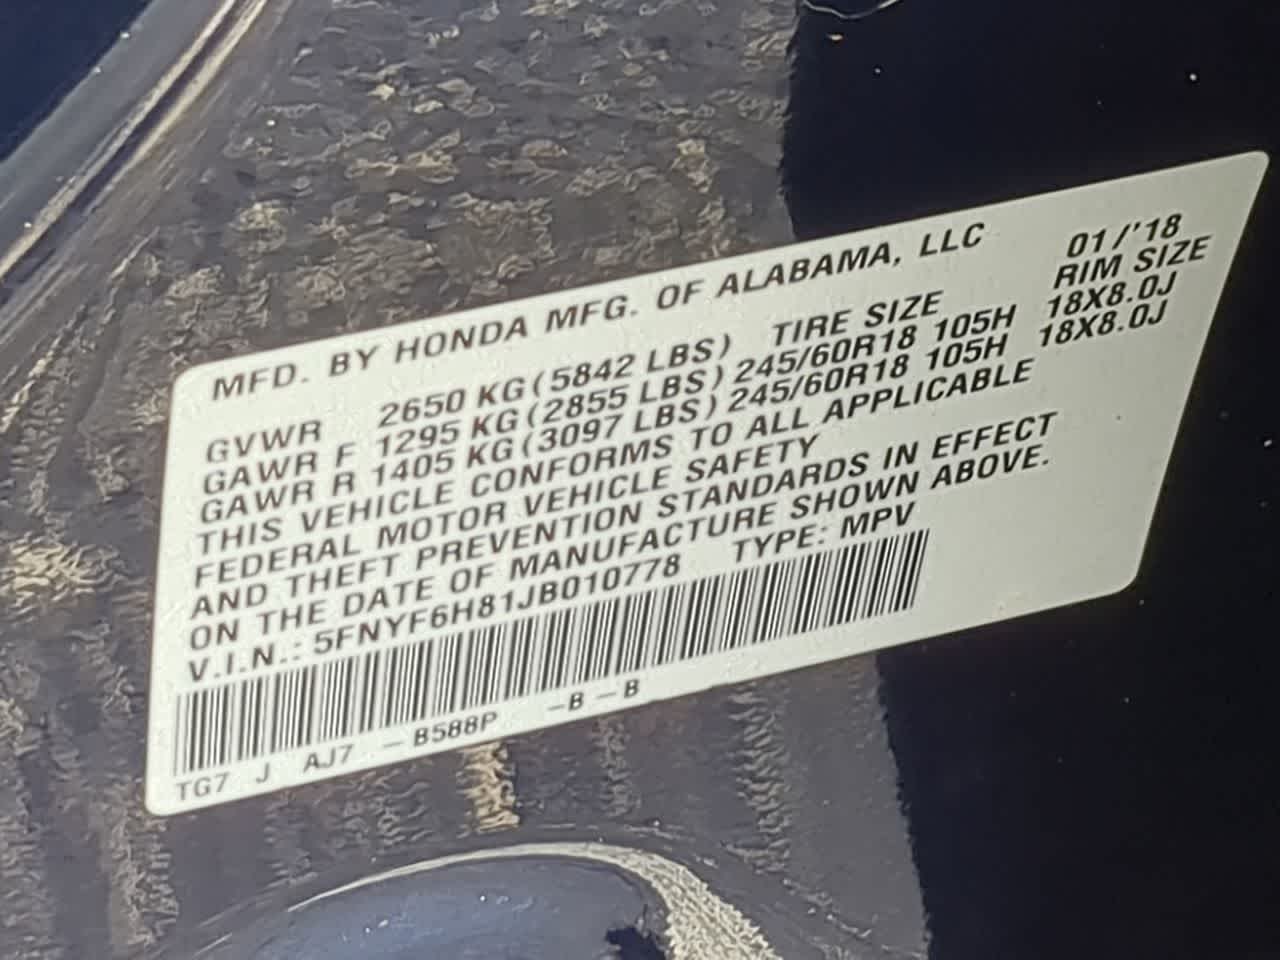 MFD. BY HONDA MFG. OF ALABAMA, LLC 01/'18
GVWR 2650 KG(5842 LBS) TIRE SIZE RIM SIZE
GAWR F 1295 KG(2855 LBS) 245/60R18 105H 18X8.0J
GAWR R 1405 KG(3097 LBS) 245/60R18 105H 18X8.0J
THIS VEHICLE CONFORMS TO ALL APPLICABLE
FEDERAL MOTOR VEHICLE SAFETY
AND THEFT PREVENTION STANDARDS IN EFFECT
ON THE DATE OF MANUFACTURE SHOWN ABOVE.
V.I.N.: 5FNYF6H81JB010778 TYPE: MPV
TG7 J AJ7 - B588P -B - B